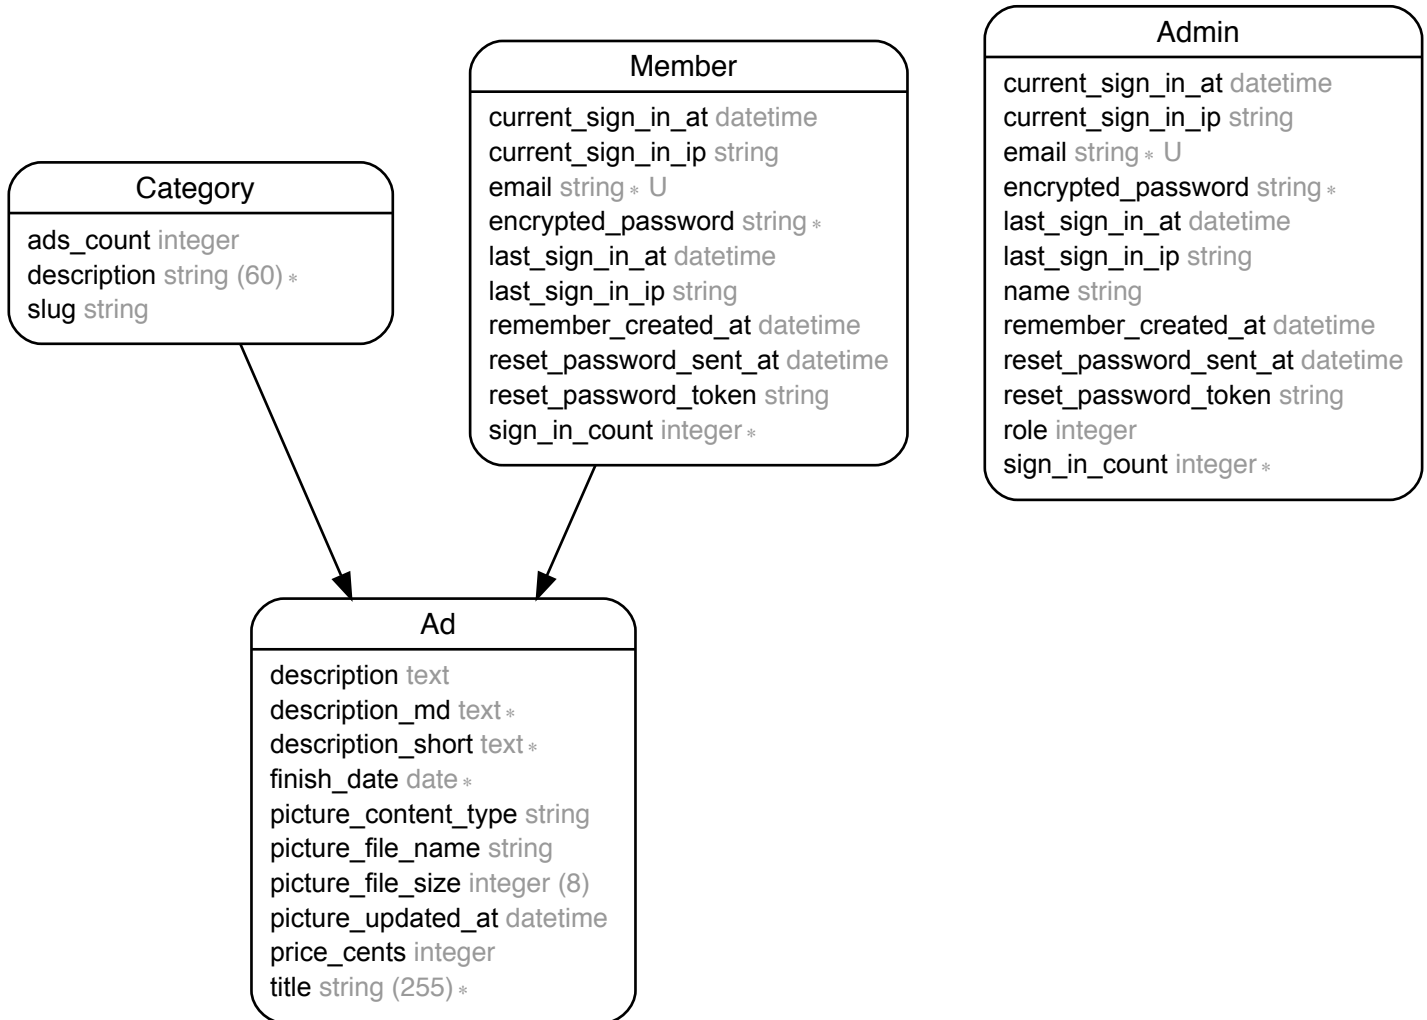 Category
ads_count integer
description string (60) ∗
slug string
Member
current_sign_in_at datetime
current_sign_in_ip string
email string ∗ U
encrypted_password string ∗
last_sign_in_at datetime
last_sign_in_ip string
remember_created_at datetime
reset_password_sent_at datetime
reset_password_token string
sign_in_count integer ∗
Admin
current_sign_in_at datetime
current_sign_in_ip string
email string ∗ U
encrypted_password string ∗
last_sign_in_at datetime
last_sign_in_ip string
name string
remember_created_at datetime
reset_password_sent_at datetime
reset_password_token string
role integer
sign_in_count integer ∗
Ad
description text
description_md text ∗
description_short text ∗
finish_date date ∗
picture_content_type string
picture_file_name string
picture_file_size integer (8)
picture_updated_at datetime
price_cents integer
title string (255) ∗